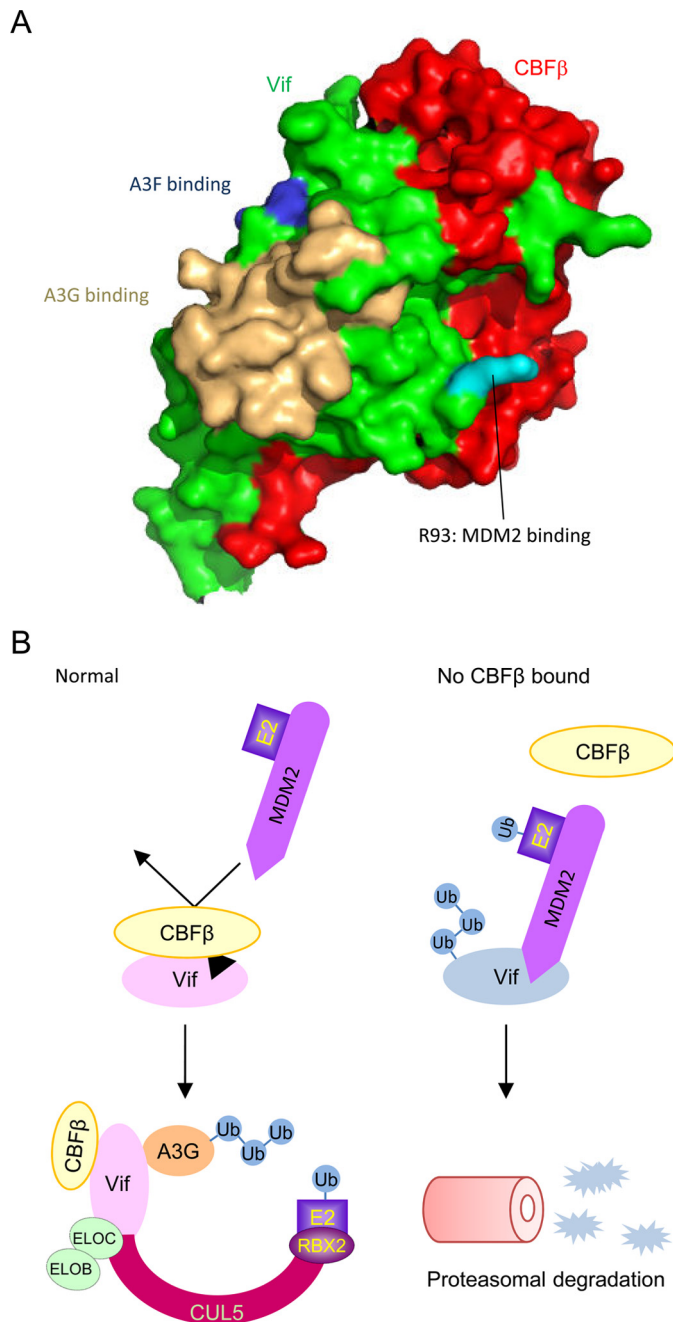 A
Vif
CBFβ
A3F binding
A3G binding
R93: MDM2 binding
B
Normal
No CBFβ bound
E2
MDM2
CBFβ
Vif
CBFβ
Ub
E2
MDM2
Ub
Ub
Ub
Vif
CBFβ
Vif
A3G
Ub
Ub
Ub
ELOC
ELOB
CUL5
Ub
E2
RBX2
Proteasomal degradation